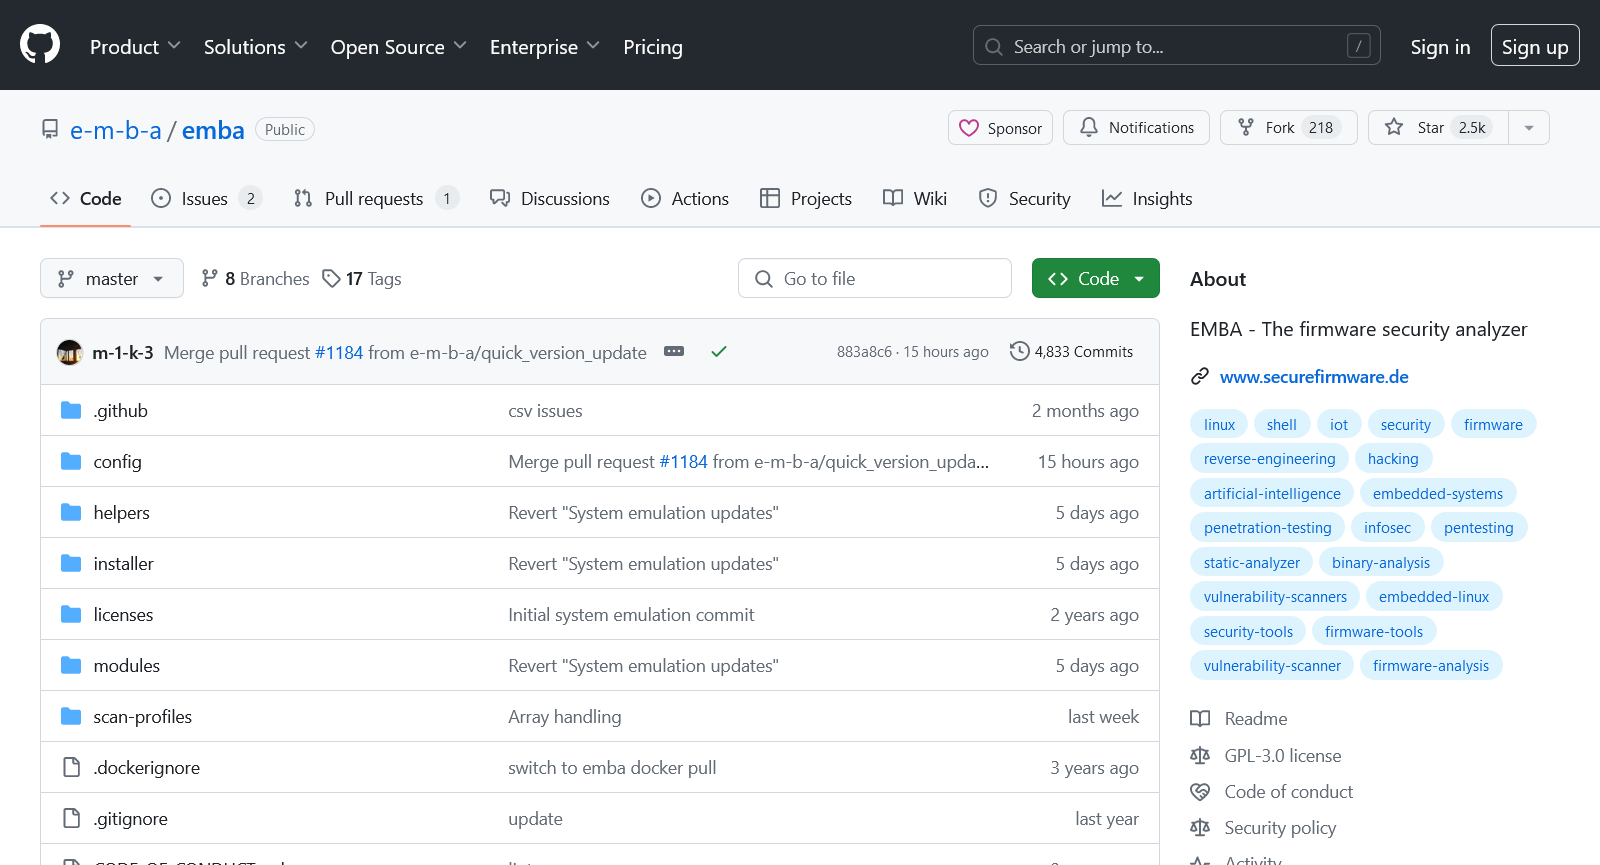 Product Solutions Open Source Enterprise Pricing Search or jump to... / Sign in Sign up
e-m-b-a / emba Public Sponsor Notifications Fork 218 Star 2.5k
Code Issues 2 Pull requests 1 Discussions Actions Projects Wiki Security Insights
master 8 Branches 17 Tags Go to file Code
m-1-k-3 Merge pull request #1184 from e-m-b-a/quick_version_update 883a8c6 · 15 hours ago 4,833 Commits
.github csv issues 2 months ago
config Merge pull request #1184 from e-m-b-a/quick_version_upda... 15 hours ago
helpers Revert "System emulation updates" 5 days ago
installer Revert "System emulation updates" 5 days ago
licenses Initial system emulation commit 2 years ago
modules Revert "System emulation updates" 5 days ago
scan-profiles Array handling last week
.dockerignore switch to emba docker pull 3 years ago
.gitignore update last year
About
EMBA - The firmware security analyzer
www.securefirmware.de
linux shell iot security firmware
reverse-engineering hacking
artificial-intelligence embedded-systems
penetration-testing infosec pentesting
static-analyzer binary-analysis
vulnerability-scanners embedded-linux
security-tools firmware-tools
vulnerability-scanner firmware-analysis
Readme
GPL-3.0 license
Code of conduct
Security policy
Activity